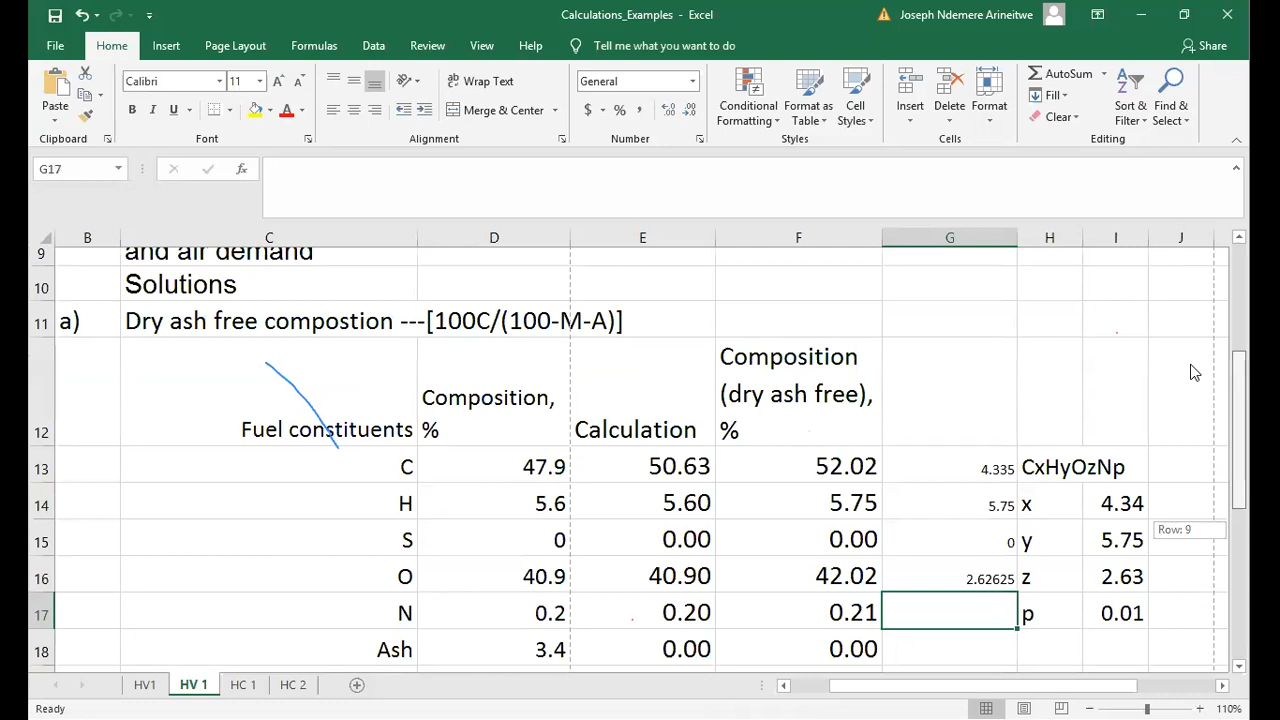 Calculations_Examples - Excel
Joseph Ndemere Arineitwe
File Home Insert Page Layout Formulas Data Review View Help Tell me what you want to do Share
Calibri 11 Wrap Text General AutoSum
Paste B I U Merge & Center $ % , Conditional Formatting Format as Table Cell Styles Insert Delete Format Fill Clear Sort & Filter Find & Select
Clipboard Font Alignment Number Styles Cells Editing
G17 fx
B C D E F G H I J
9 and air demand
10 Solutions
11 a) Dry ash free compostion ---[100C/(100-M-A)]
12 Fuel constituents Composition, % Calculation Composition (dry ash free), %
13 C 47.9 50.63 52.02 4.335 CxHyOzNp
14 H 5.6 5.60 5.75 5.75 x 4.34
15 S 0 0.00 0.00 0 y 5.75
Row: 9
16 O 40.9 40.90 42.02 2.62625 z 2.63
17 N 0.2 0.20 0.21 p 0.01
18 Ash 3.4 0.00 0.00
HV1 HV 1 HC 1 HC 2
Ready 110%